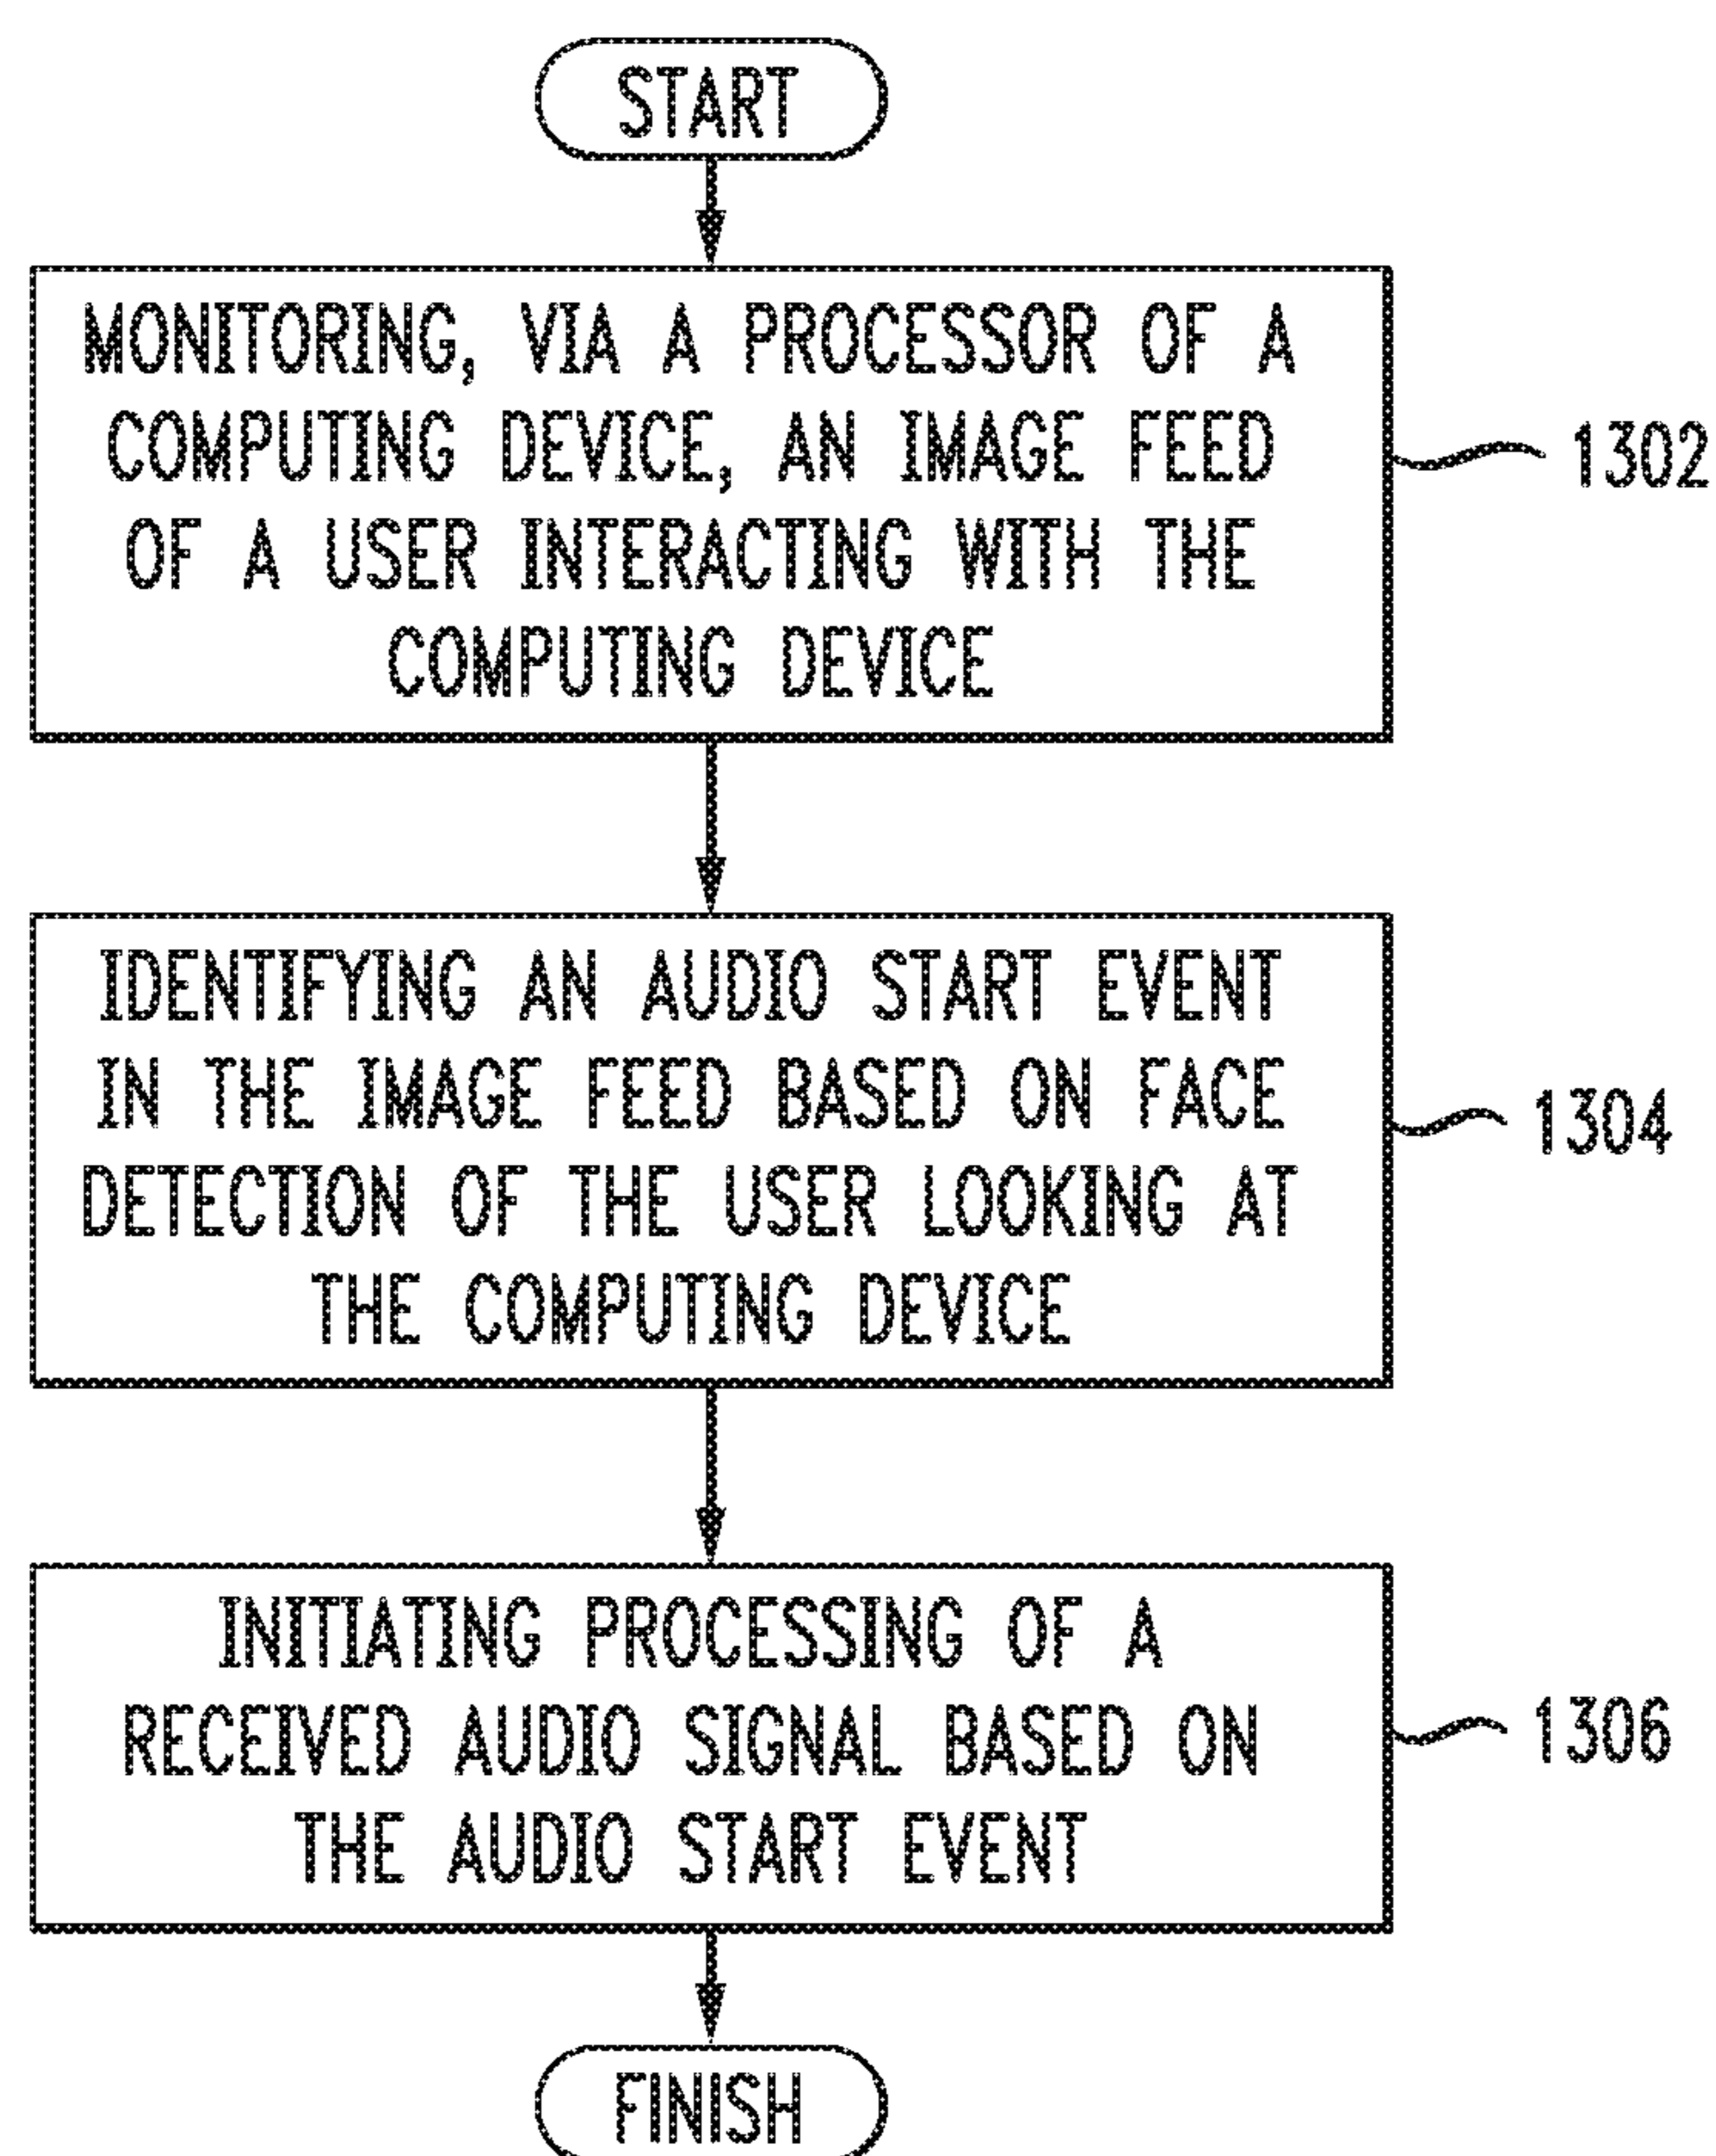 START
MONITORING, VIA A PROCESSOR OF A
COMPUTING DEVICE, AN IMAGE FEED
OF A USER INTERACTING WITH THE
COMPUTING DEVICE
1302
IDENTIFYING AN AUDIO START EVENT
IN THE IMAGE FEED BASED ON FACE
DETECTION OF THE USER LOOKING AT
THE COMPUTING DEVICE
1304
INITIATING PROCESSING OF A
RECEIVED AUDIO SIGNAL BASED ON
THE AUDIO START EVENT
1306
FINISH